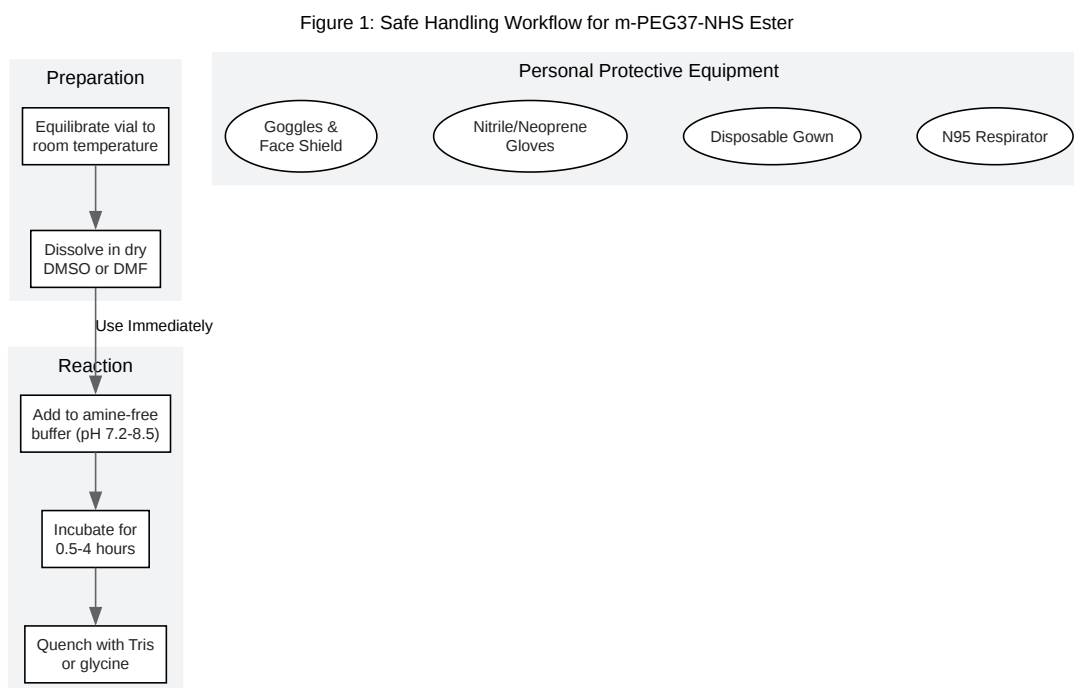 Figure 1: Safe Handling Workflow for m-PEG37-NHS Ester
Preparation
Equilibrate vial to
room temperature
Dissolve in dry
DMSO or DMF
Use Immediately
Reaction
Add to amine-free
buffer (pH 7.2-8.5)
Incubate for
0.5-4 hours
Quench with Tris
or glycine
Personal Protective Equipment
Goggles &
Face Shield
Nitrile/Neoprene
Gloves
Disposable Gown
N95 Respirator